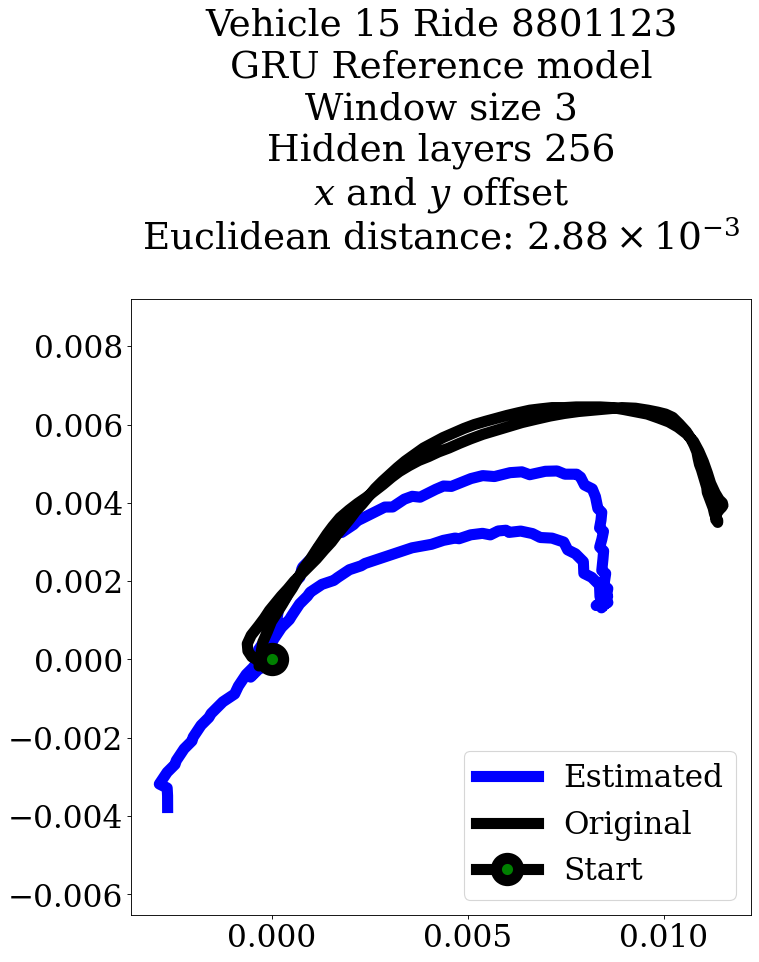 Vehicle 15 Ride 8801123
GRU Reference model
Window size 3
Hidden layers 256
x and y offset
Euclidean distance: 2.88 × 10⁻³
0.008
0.006
0.004
0.002
0.000
−0.002
−0.004
−0.006
Estimated
Original
Start
0.000 0.005 0.010